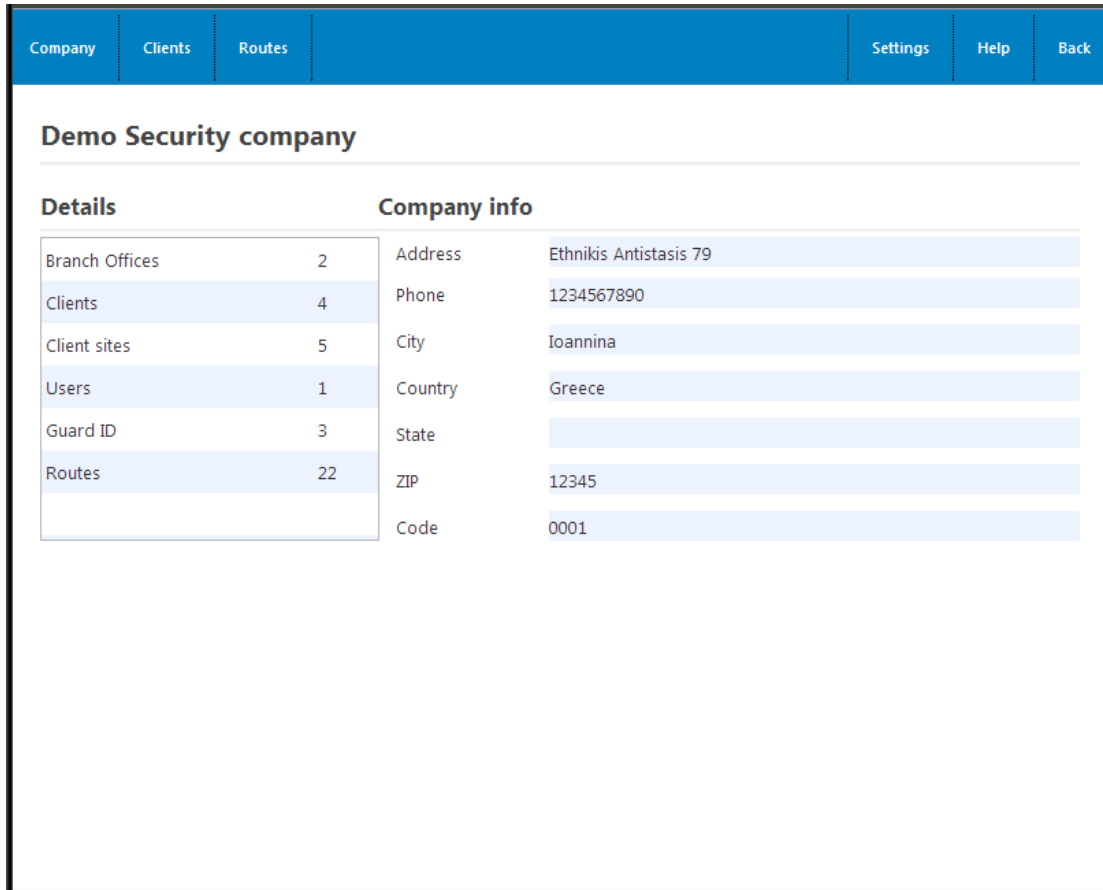 Company Clients Routes Settings Help Back
Demo Security company
Details
Branch Offices 2
Clients 4
Client sites 5
Users 1
Guard ID 3
Routes 22
Company info
Address Ethnikis Antistasis 79
Phone 1234567890
City Ioannina
Country Greece
State
ZIP 12345
Code 0001